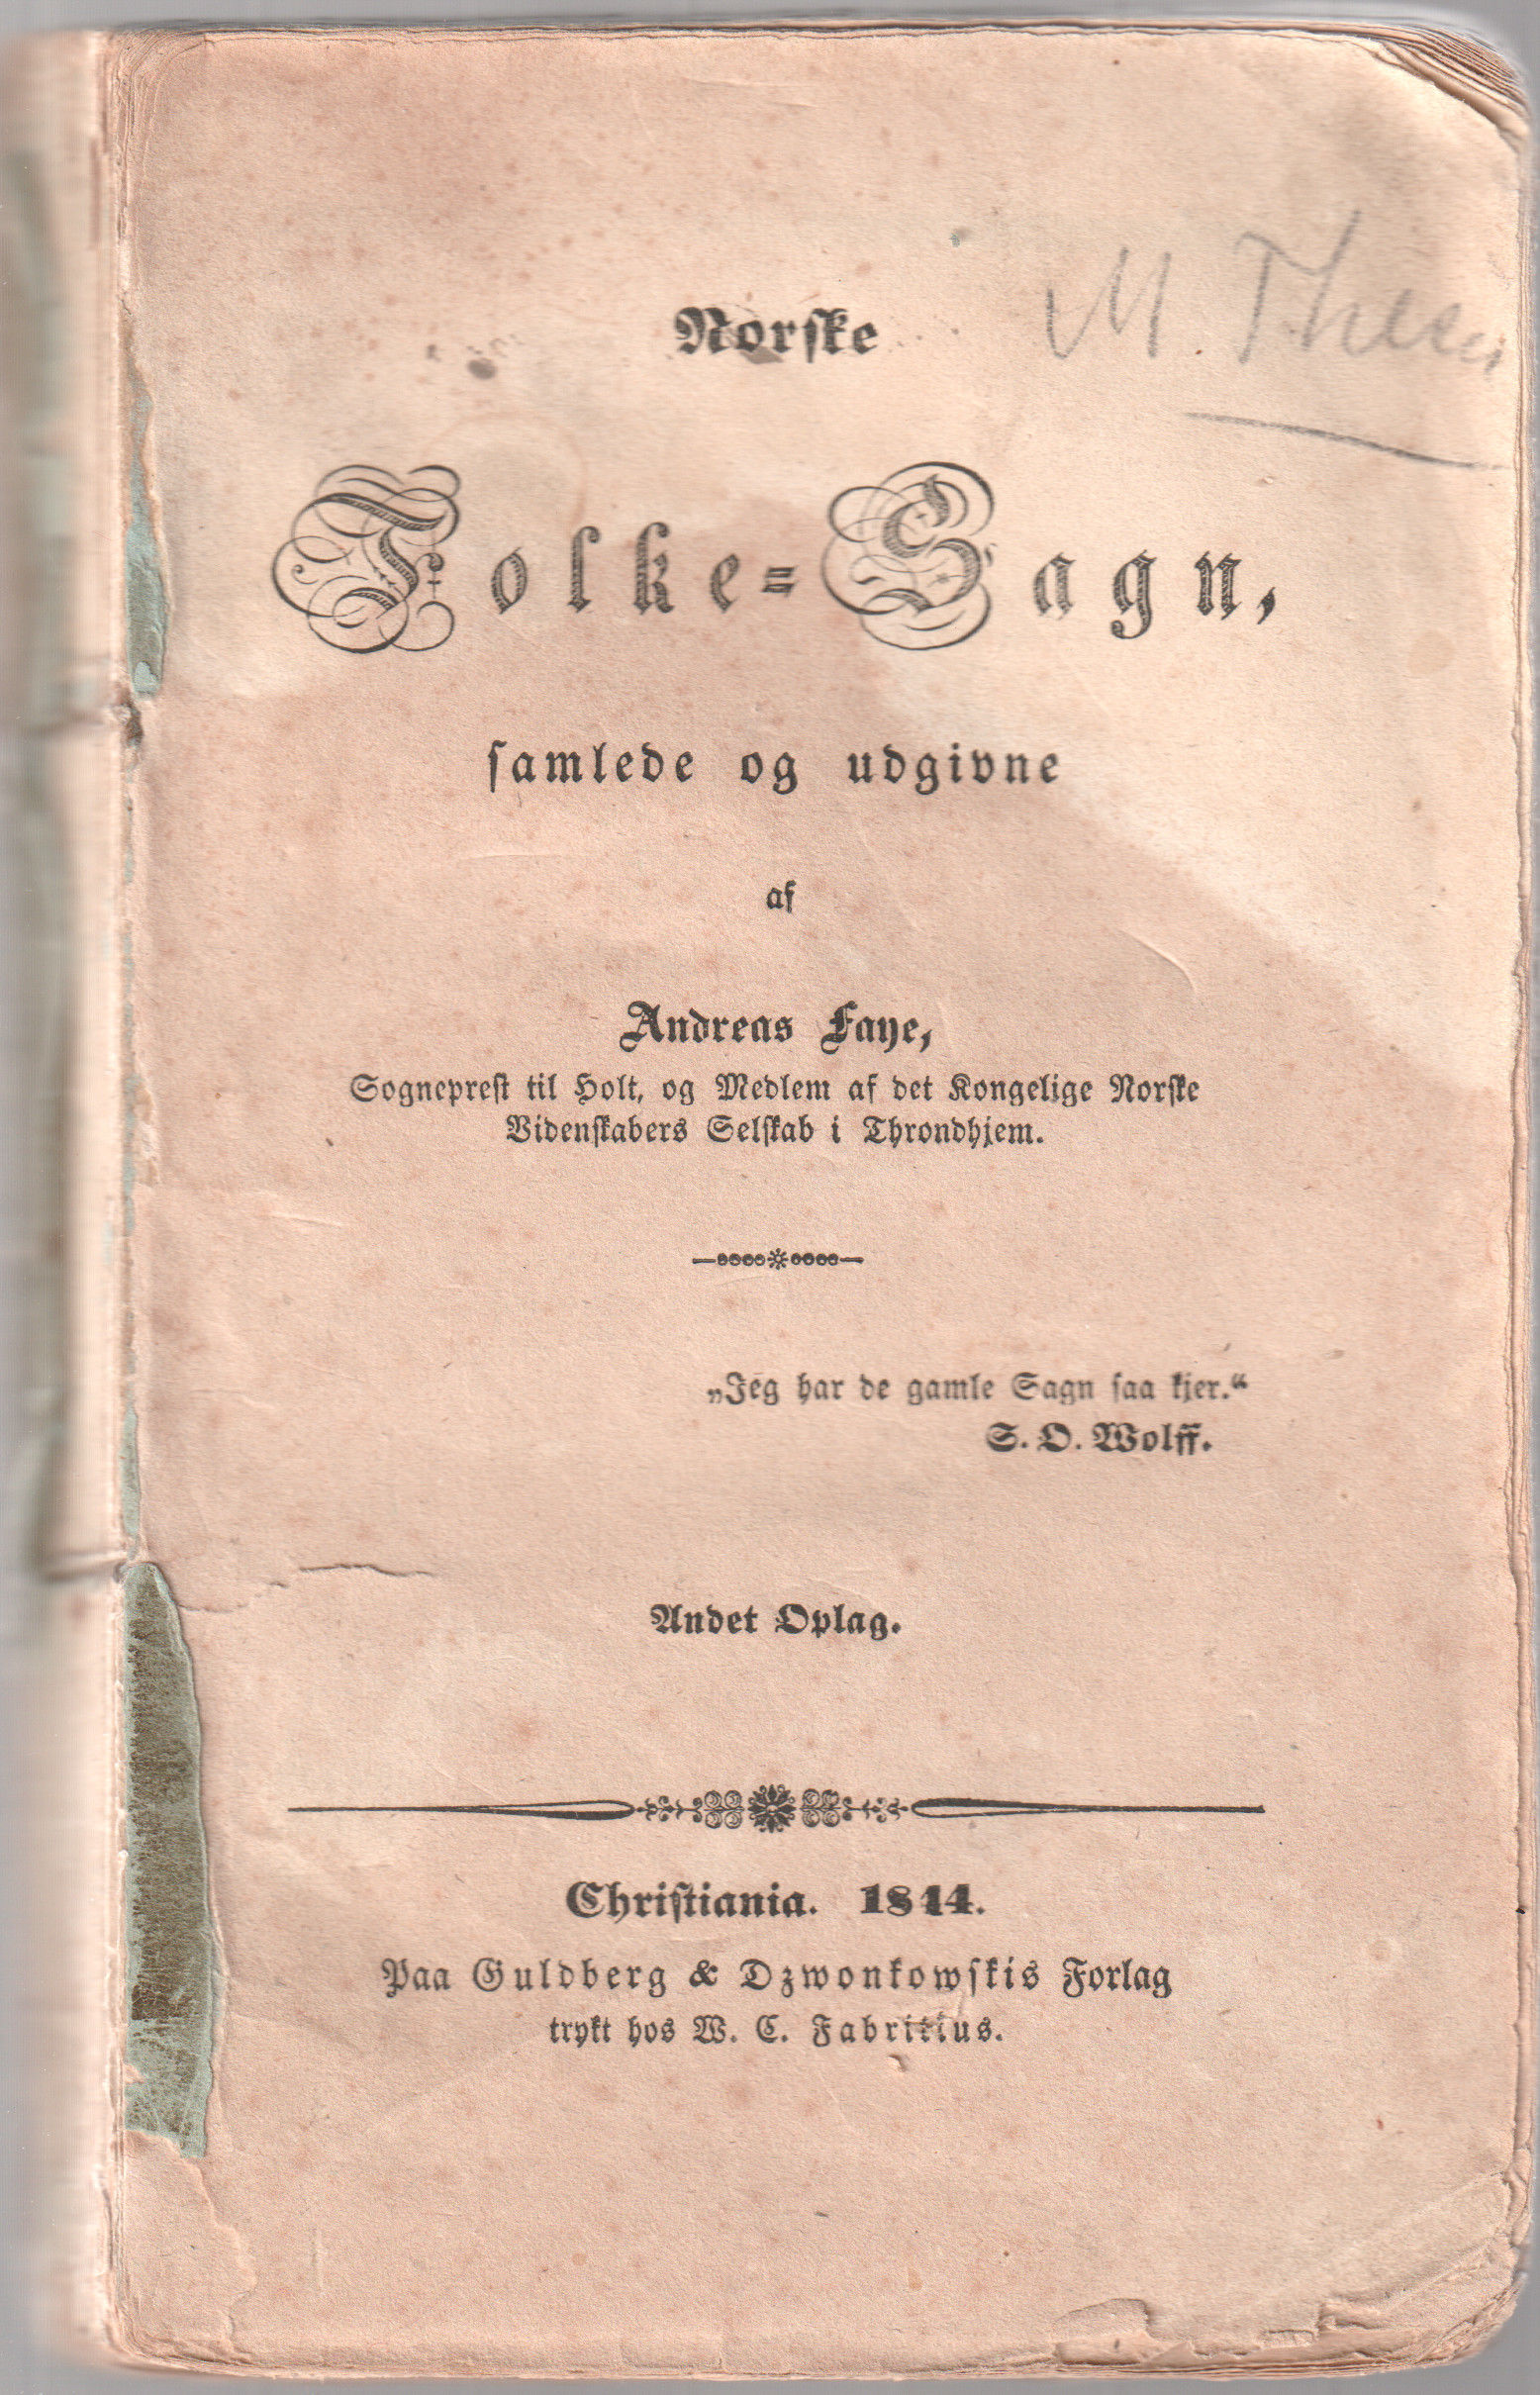 Norske
Folke-Sagn,
samlede og udgivne
af
Andreas Faye,
Sogneprest til Holt, og Medlem af det Kongelige Norske
Videnskabers Selskab i Throndhjem.
„Jeg har de gamle Sagn saa kjer.“
S. O. Wolff.
Andet Oplag.
Christiania. 1844.
Paa Guldberg & Dzwonkowskis Forlag
trykt hos W. C. Fabritius.